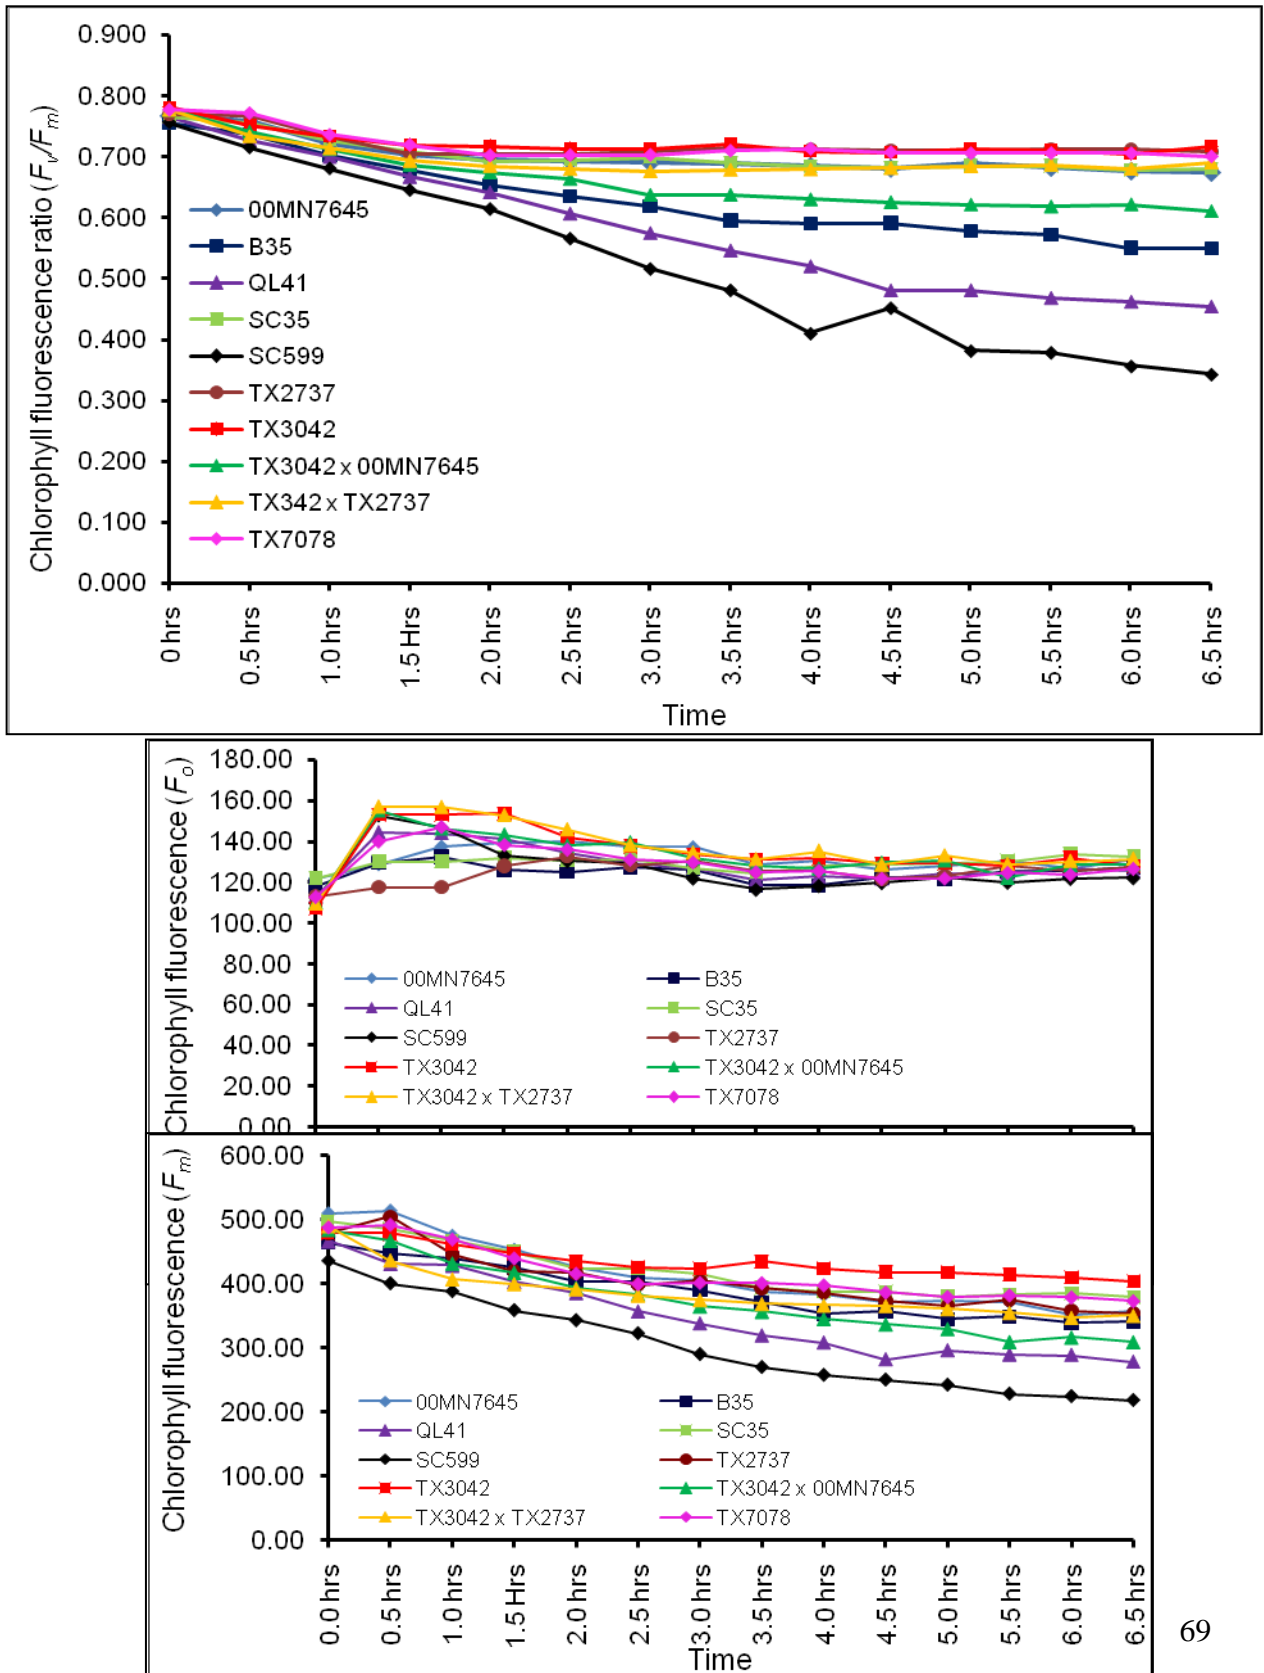 Chlorophyll fluorescence ratio (Fv/Fm)
0.900
0.800
0.700
0.600
0.500
0.400
0.300
0.200
0.100
0.000
00MN7645
B35
QL41
SC35
SC599
TX2737
TX3042
TX3042 x 00MN7645
TX342 x TX2737
TX7078
0 hrs
0.5 hrs
1.0 hrs
1.5 Hrs
2.0 hrs
2.5 hrs
3.0 hrs
3.5 hrs
4.0 hrs
4.5 hrs
5.0 hrs
5.5 hrs
6.0 hrs
6.5 hrs
Time
Chlorophyll fluorescence (Fo)
180.00
160.00
140.00
120.00
100.00
80.00
60.00
40.00
20.00
0.00
00MN7645 B35
QL41 SC35
SC599 TX2737
TX3042 TX3042 x 00MN7645
TX3042 x TX2737 TX7078
Chlorophyll fluorescence (Fm)
600.00
500.00
400.00
300.00
200.00
100.00
0.00
00MN7645 B35
QL41 SC35
SC599 TX2737
TX3042 TX3042 x 00MN7645
TX3042 x TX2737 TX7078
0.0 hrs
0.5 hrs
1.0 hrs
1.5 Hrs
2.0 hrs
2.5 hrs
3.0 hrs
3.5 hrs
4.0 hrs
4.5 hrs
5.0 hrs
5.5 hrs
6.0 hrs
6.5 hrs
Time
69